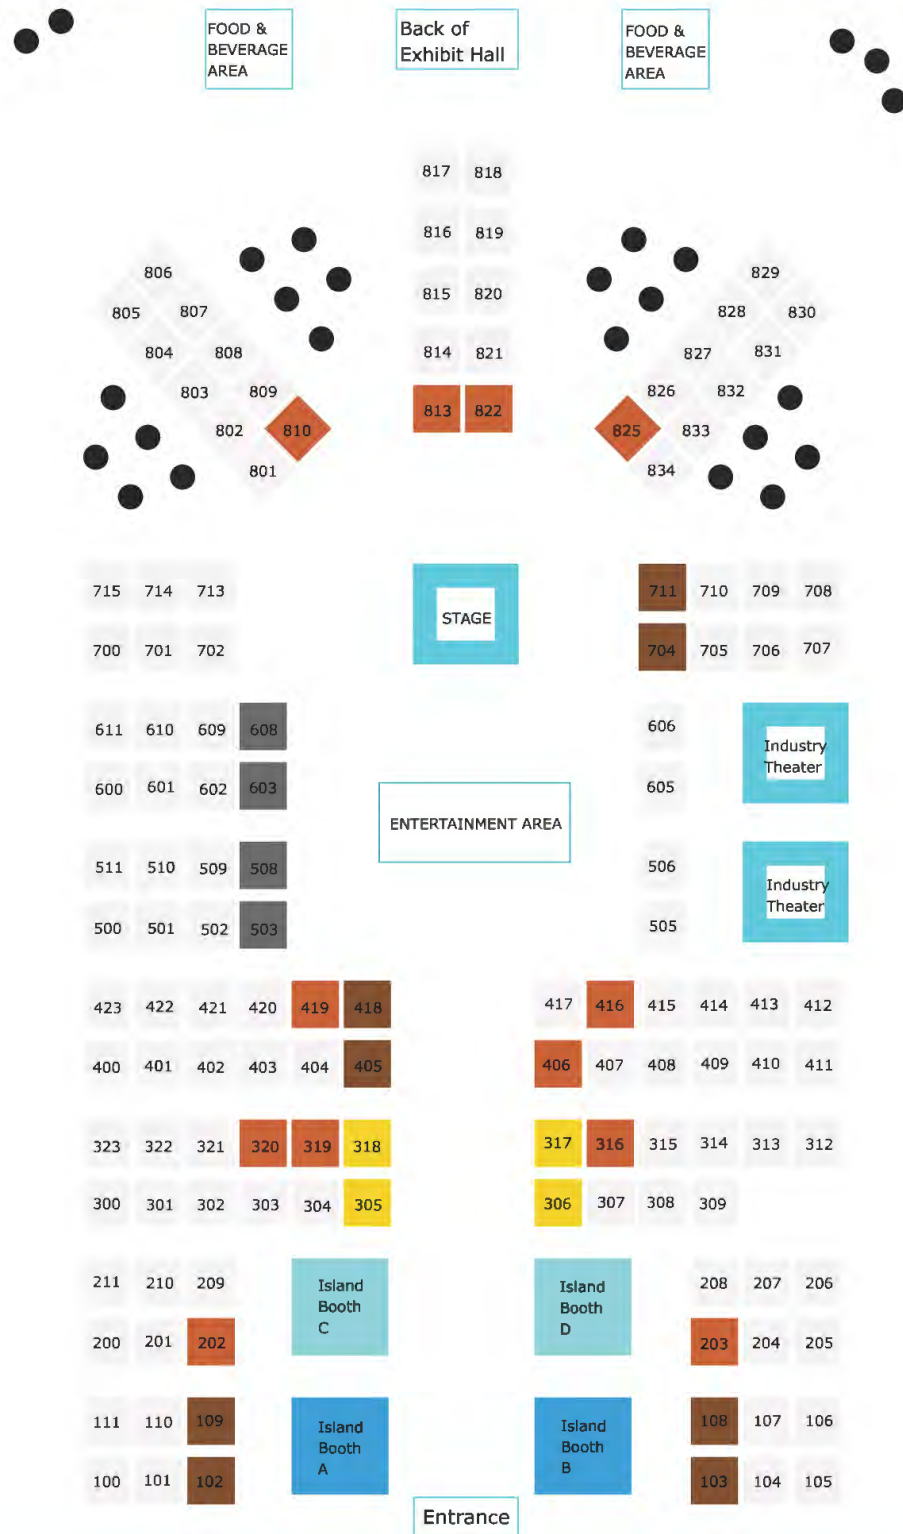 FOOD &
BEVERAGE
AREA
Back of
Exhibit Hall
FOOD &
BEVERAGE
AREA
817 818
816 819
806 829
815 820
805 807 828 830
804 808 814 821 827 831
803 809 826 832
813 822
802 810 825 833
801 834
715 714 713 711 710 709 708
STAGE
700 701 702 704 705 706 707
611 610 609 608 606
Industry
Theater
600 601 602 603 605
ENTERTAINMENT AREA
511 510 509 508 506
Industry
Theater
500 501 502 503 505
423 422 421 420 419 418 417 416 415 414 413 412
400 401 402 403 404 405 406 407 408 409 410 411
323 322 321 320 319 318 317 316 315 314 313 312
300 301 302 303 304 305 306 307 308 309
211 210 209 208 207 206
Island
Booth
C
Island
Booth
D
200 201 202 203 204 205
111 110 109 108 107 106
Island
Booth
A
Island
Booth
B
100 101 102 103 104 105
Entrance